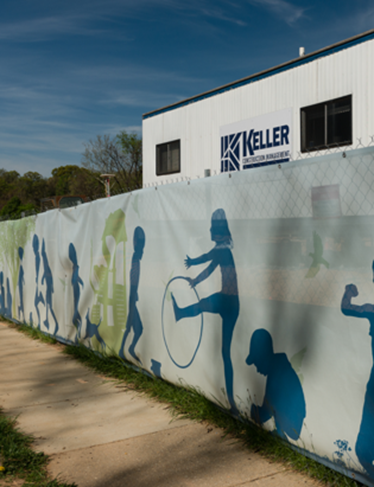 KELLER
CONSTRUCTION MANAGEMENT